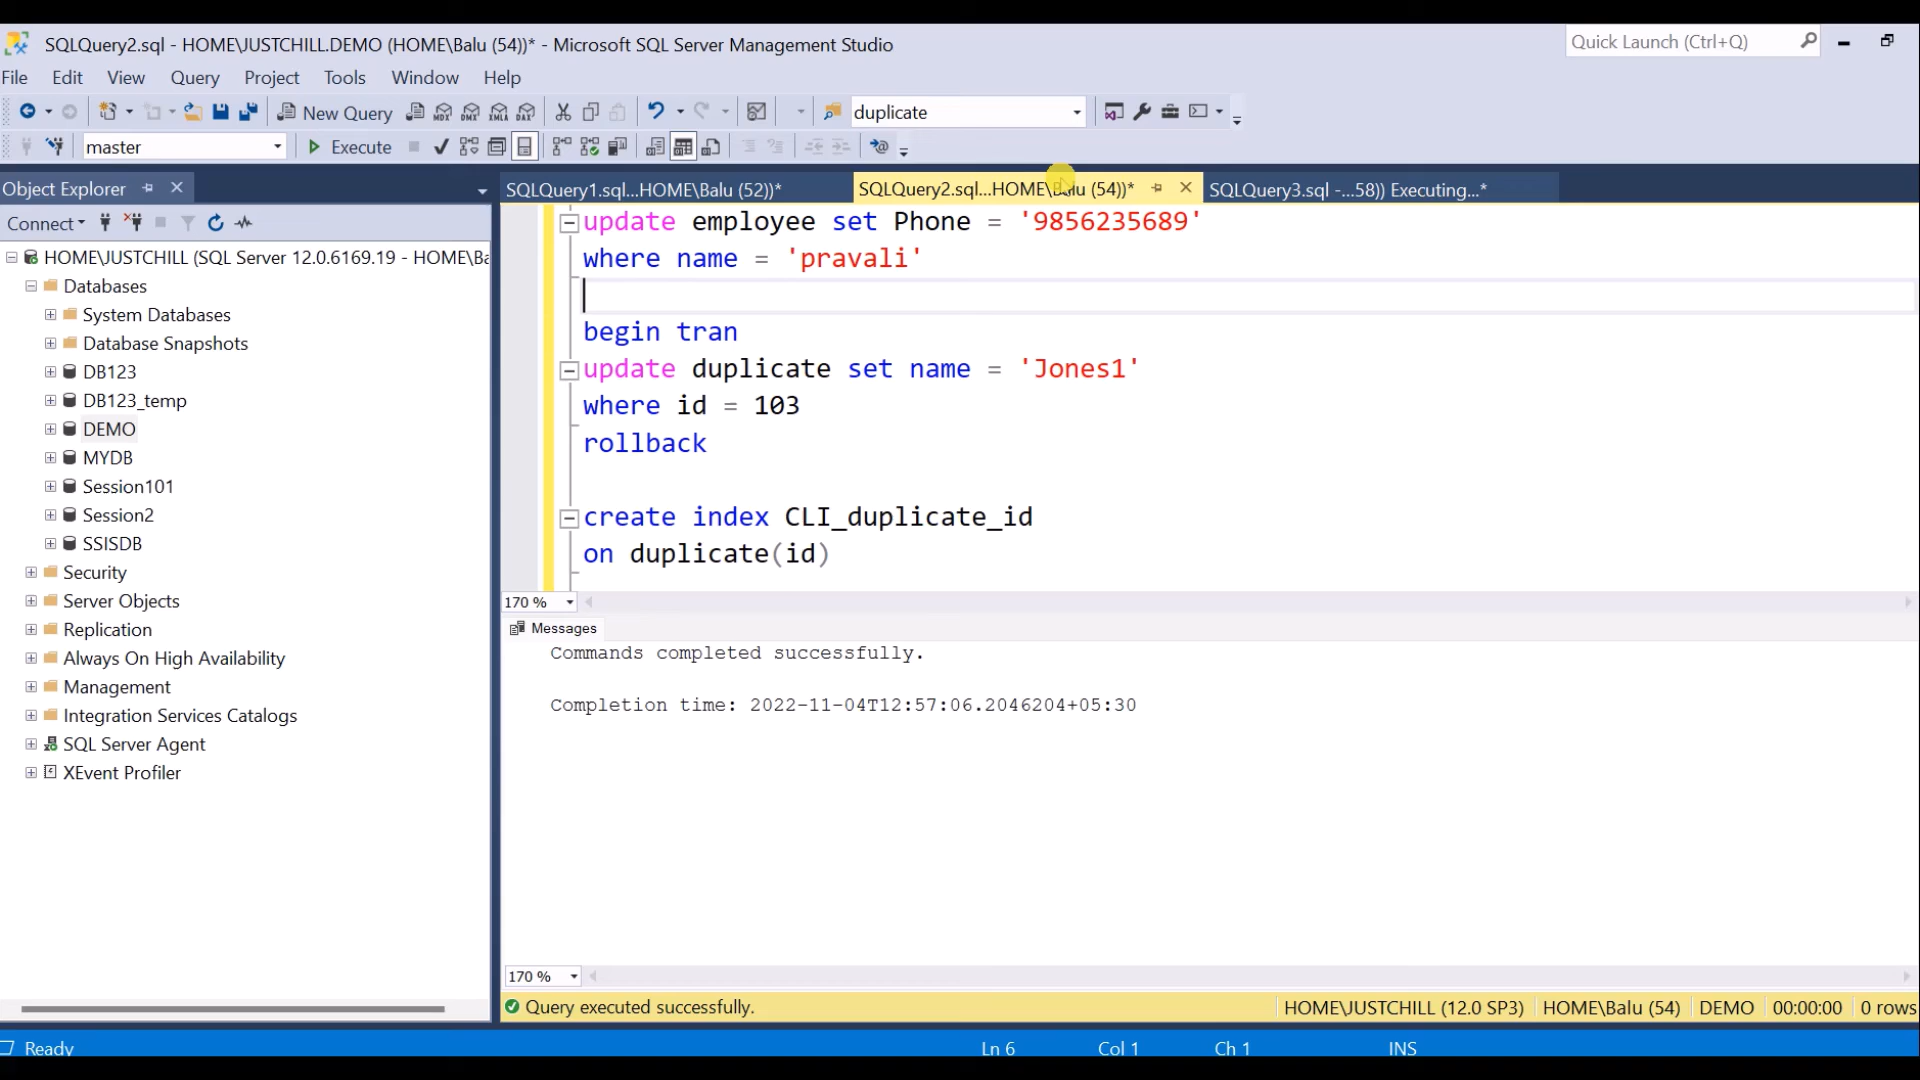 SQLQuery2.sql - HOME\JUSTCHILL.DEMO (HOME\Balu (54))* - Microsoft SQL Server Management Studio
Quick Launch (Ctrl+Q)
File Edit View Query Project Tools Window Help
New Query
MDX DMX XMLA DAX
duplicate
master
Execute
Object Explorer
SQLQuery1.sql...HOME\Balu (52))*
SQLQuery2.sql...HOME\Balu (54))*
SQLQuery3.sql -...58)) Executing...*
Connect
HOME\JUSTCHILL (SQL Server 12.0.6169.19 - HOME\Ba
Databases
System Databases
Database Snapshots
DB123
DB123_temp
DEMO
MYDB
Session101
Session2
SSISDB
Security
Server Objects
Replication
Always On High Availability
Management
Integration Services Catalogs
SQL Server Agent
XEvent Profiler
update employee set Phone = '9856235689'
where name = 'pravali'
begin tran
update duplicate set name = 'Jones1'
where id = 103
rollback
create index CLI_duplicate_id
on duplicate(id)
170 %
Messages
Commands completed successfully.
Completion time: 2022-11-04T12:57:06.2046204+05:30
170 %
Query executed successfully.
HOME\JUSTCHILL (12.0 SP3)
HOME\Balu (54)
DEMO
00:00:00
0 rows
Ready
Ln 6
Col 1
Ch 1
INS